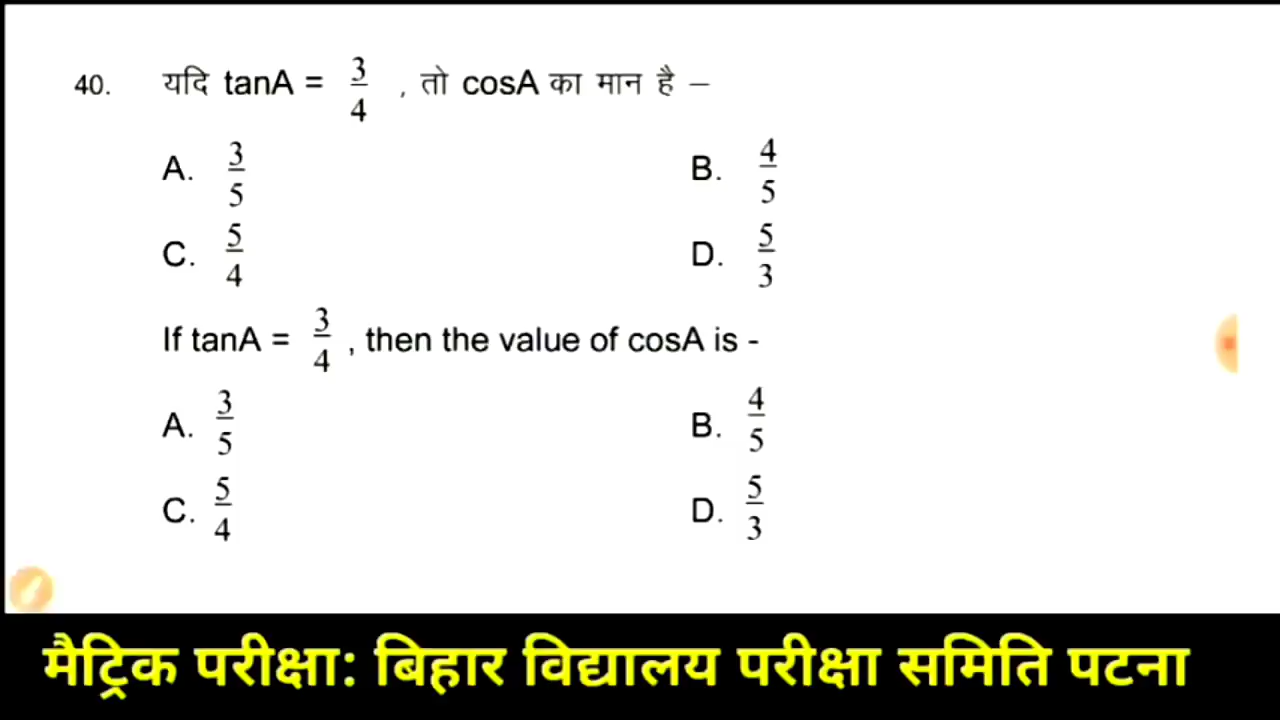 40. यदि tanA = 3/4 , तो cosA का मान है –
A. 3/5 B. 4/5
C. 5/4 D. 5/3
If tanA = 3/4 , then the value of cosA is -
A. 3/5 B. 4/5
C. 5/4 D. 5/3
मैट्रिक परीक्षा: बिहार विद्यालय परीक्षा समिति पटना